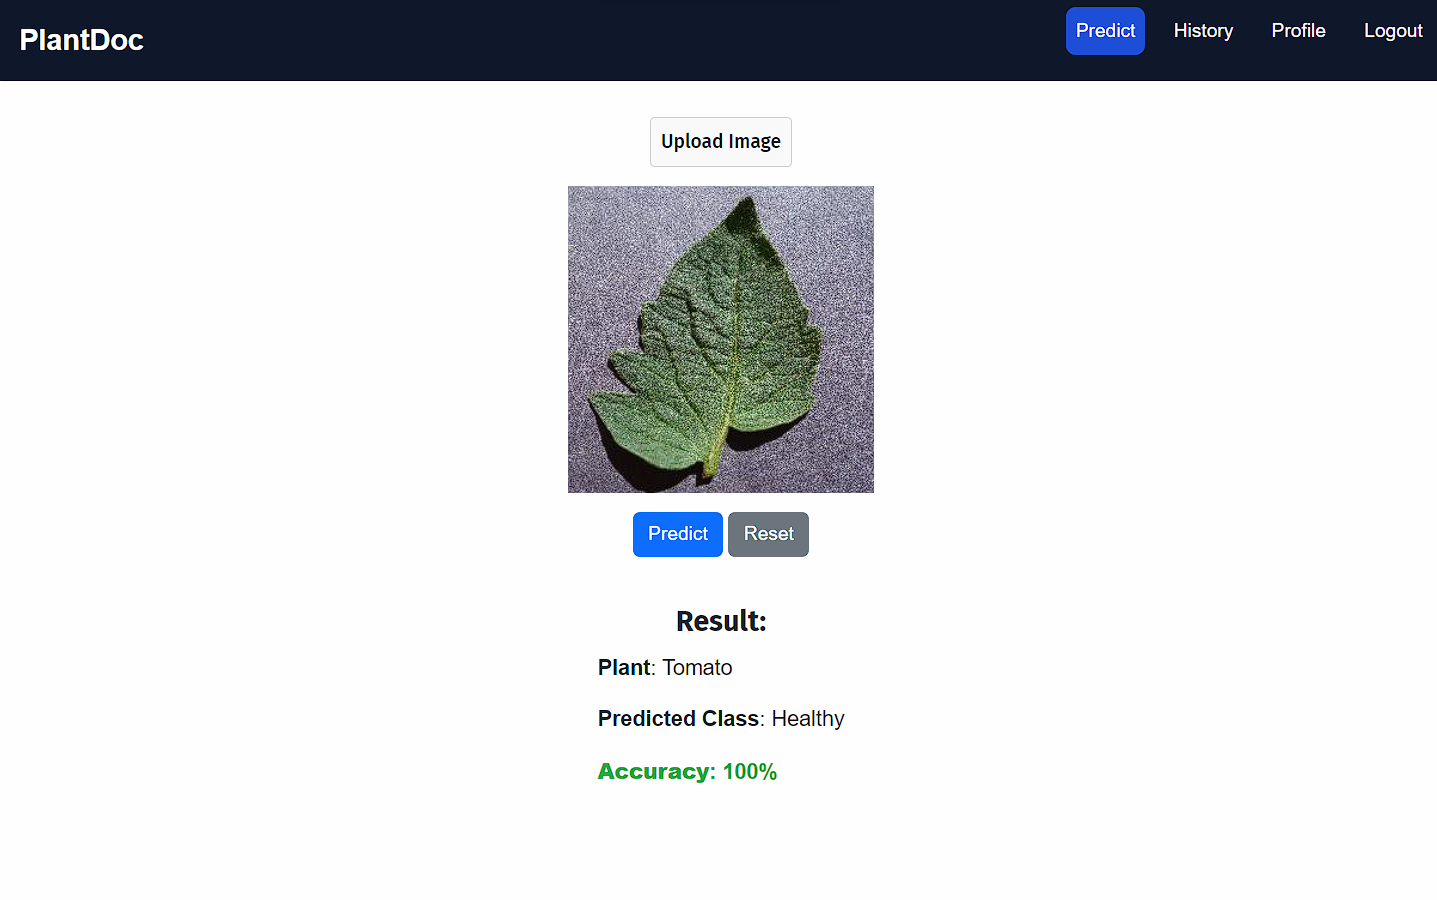 PlantDoc
Predict History Profile Logout
Upload Image
Predict Reset
Result:
Plant: Tomato
Predicted Class: Healthy
Accuracy: 100%